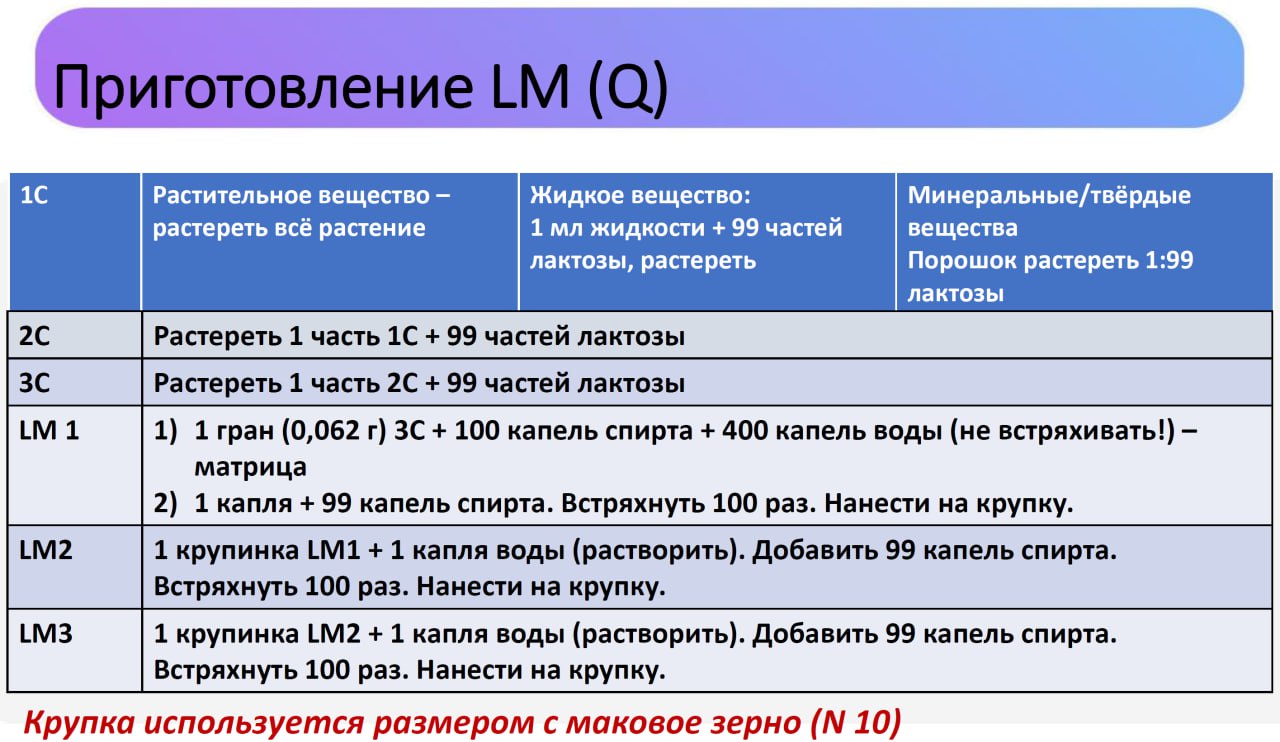 Приготовление LM (Q)
1С
Растительное вещество –
растереть всё растение
Жидкое вещество:
1 мл жидкости + 99 частей
лактозы, растереть
Минеральные/твёрдые
вещества
Порошок растереть 1:99
лактозы
2С
Растереть 1 часть 1С + 99 частей лактозы
3С
Растереть 1 часть 2С + 99 частей лактозы
LM 1
1) 1 гран (0,062 г) 3С + 100 капель спирта + 400 капель воды (не встряхивать!) –
матрица
2) 1 капля + 99 капель спирта. Встряхнуть 100 раз. Нанести на крупку.
LM2
1 крупинка LM1 + 1 капля воды (растворить). Добавить 99 капель спирта.
Встряхнуть 100 раз. Нанести на крупку.
LM3
1 крупинка LM2 + 1 капля воды (растворить). Добавить 99 капель спирта.
Встряхнуть 100 раз. Нанести на крупку.
Крупка используется размером с маковое зерно (N 10)